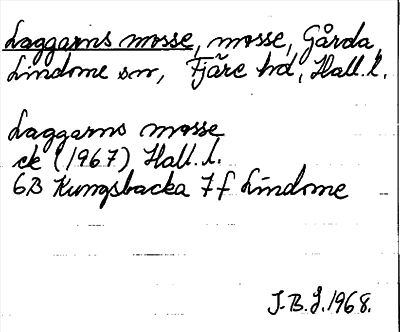 Laggarns mosse, mosse, Gårda,
Lindome sn, Fjäre hd, Hall. l.
Laggarns mosse
ek (1967) Hall. l.
6B Kungsbacka 7f Lindome
J.B.J. 1968.